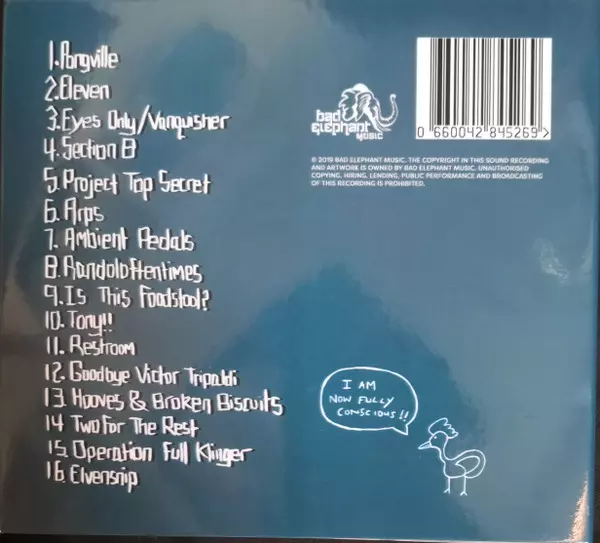 1. Pongville
2. Eleven
3. Eyes Only/Vanquisher
4. Section B
5. Project Top Secret
6. Arps
7. Ambient Pedals
8. Randoloftentimes
9. Is This Foodstool?
10. Tony!!
11. Restroom
12. Goodbye Victor Tripaldi
13. Hooves & Broken Biscuits
14 Two For The Rest
15. Operation Full Klinger
16. Elvenship
bad
elephant
MUSIC
0 660042 845269 >
© 2019 BAD ELEPHANT MUSIC. THE COPYRIGHT IN THIS SOUND RECORDING
AND ARTWORK IS OWNED BY BAD ELEPHANT MUSIC. UNAUTHORISED
COPYING, HIRING, LENDING, PUBLIC PERFORMANCE AND BROADCASTING
OF THIS RECORDING IS PROHIBITED.
I AM
NOW FULLY
CONSCIOUS!!